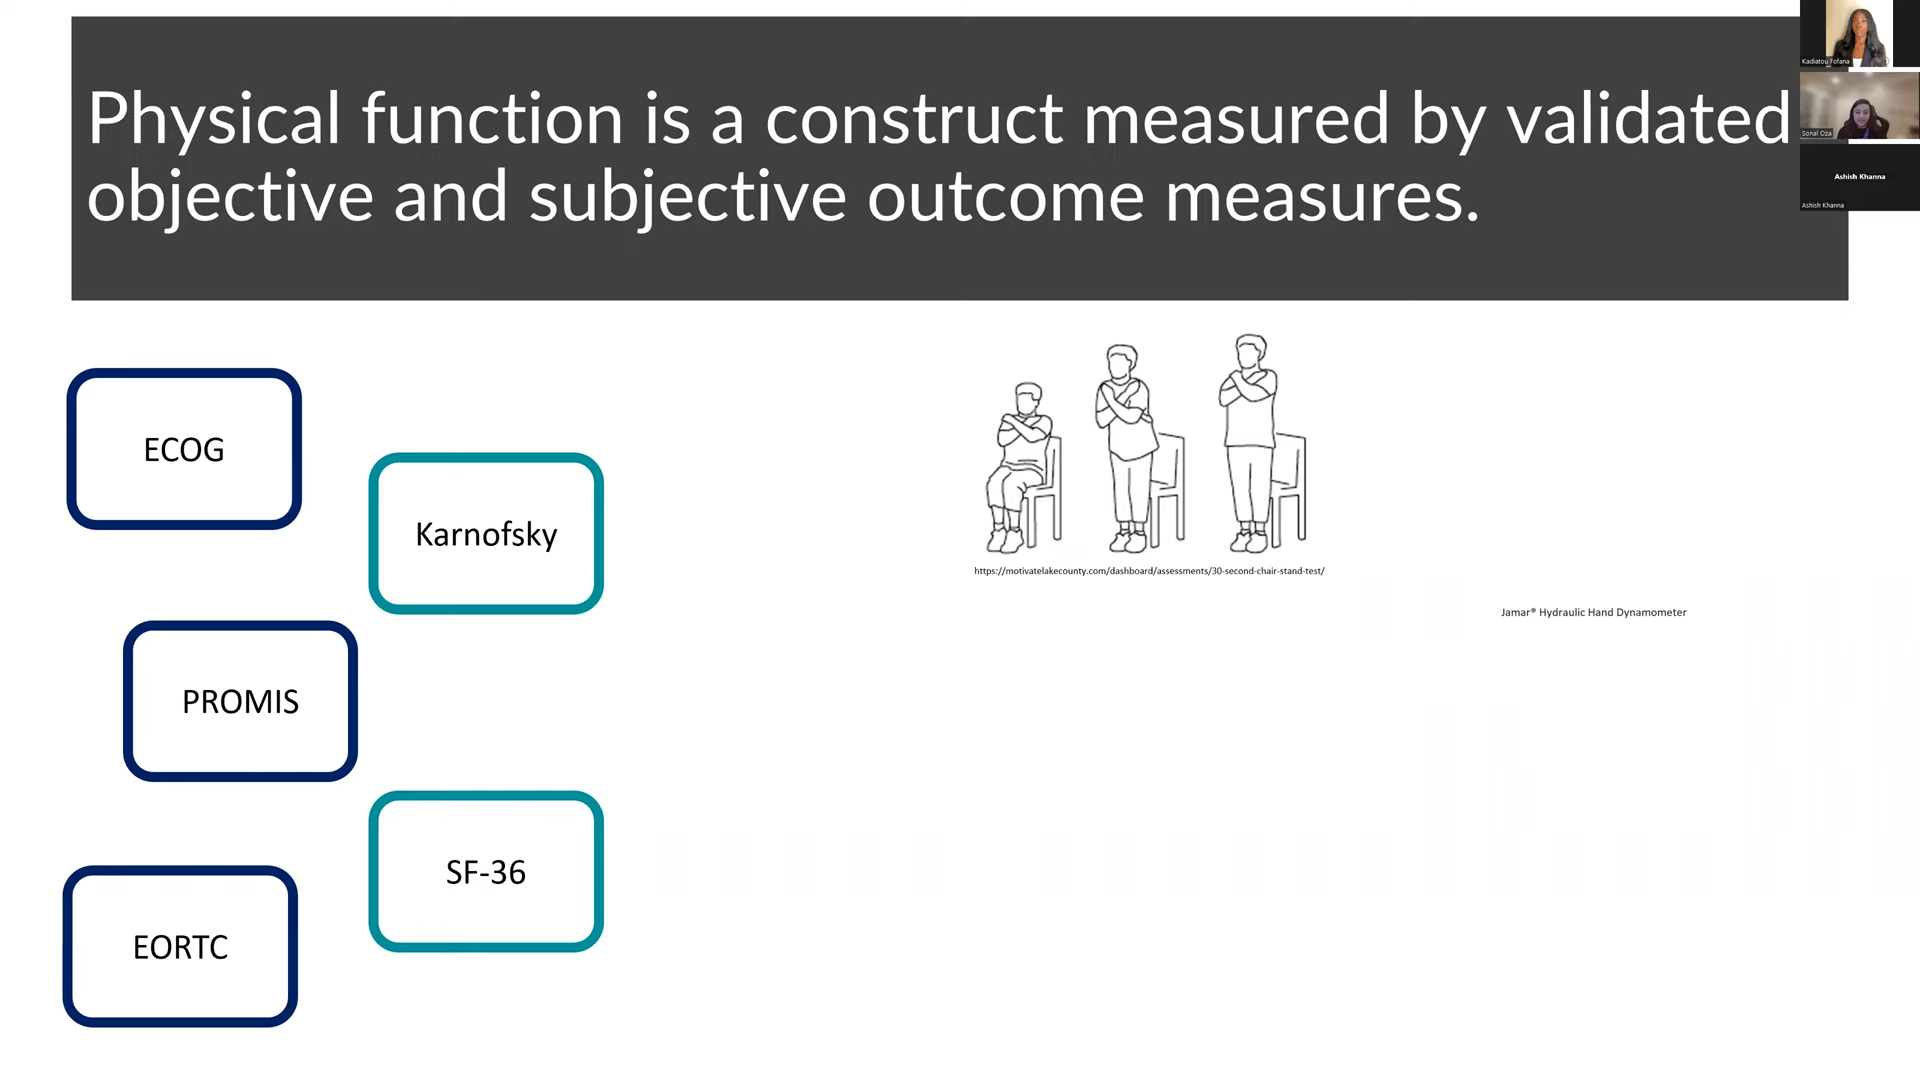 Physical function is a construct measured by validated
objective and subjective outcome measures.
Kadiatou Fofana
Sonal Oza
Ashish Khanna
Ashish Khanna
ECOG
Karnofsky
PROMIS
SF-36
EORTC
https://motivatelakecounty.com/dashboard/assessments/30-second-chair-stand-test/
Jamar® Hydraulic Hand Dynamometer